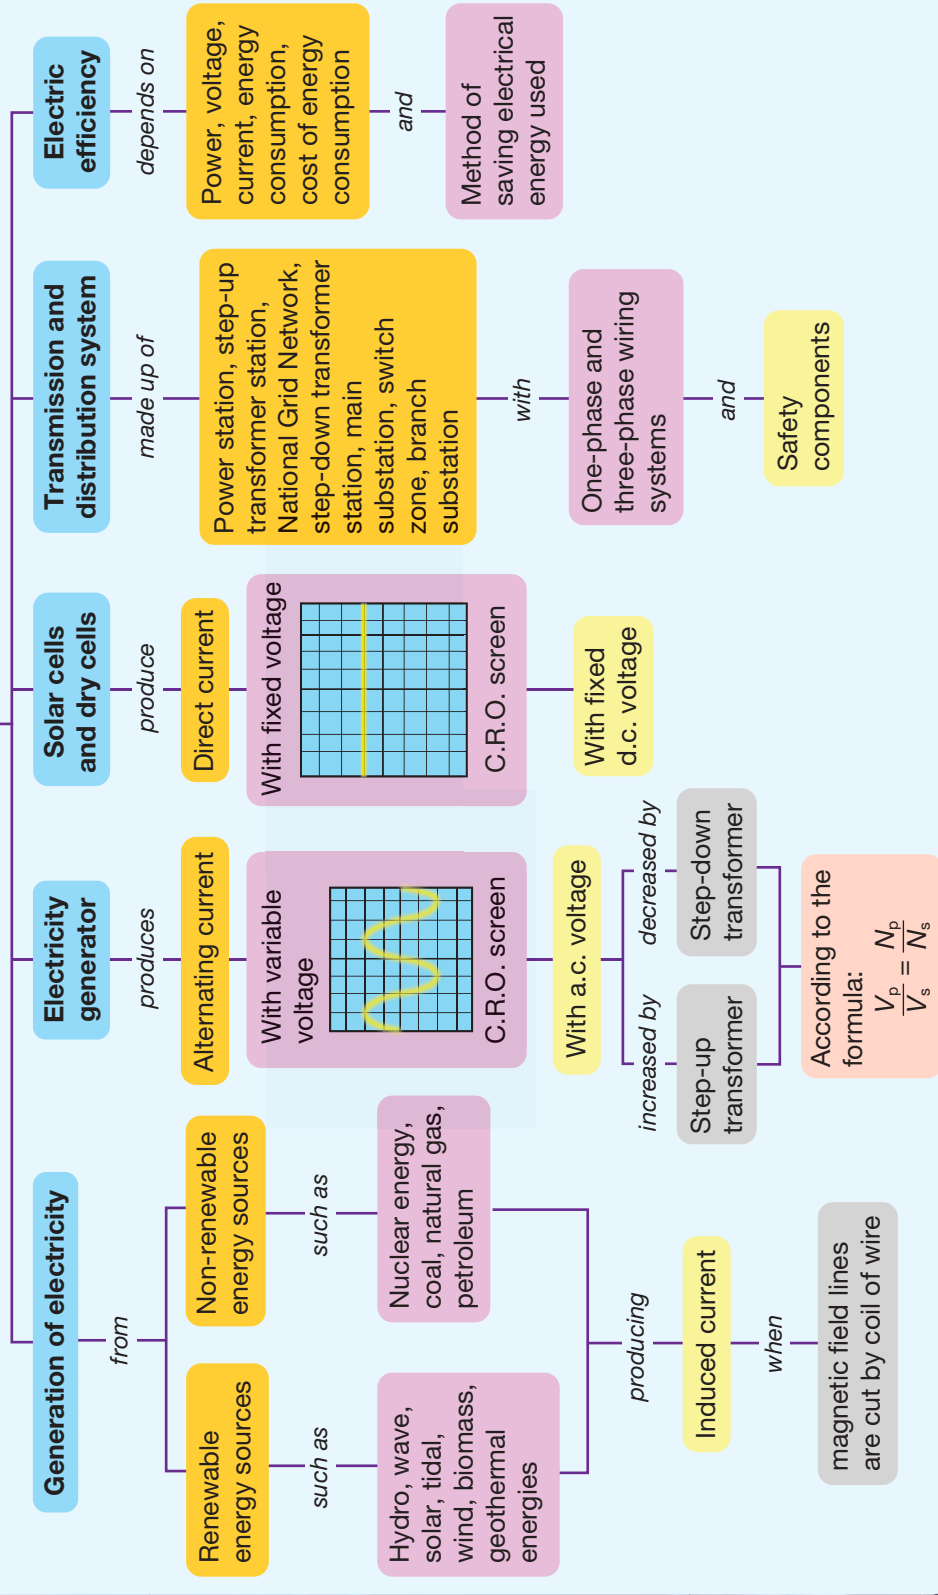 Generation of electricity
from
Renewable
energy sources
such as
Hydro, wave,
solar, tidal,
wind, biomass,
geothermal
energies
Non-renewable
energy sources
such as
Nuclear energy,
coal, natural gas,
petroleum
producing
Induced current
when
magnetic field lines
are cut by coil of wire
Electricity
generator
produces
Alternating current
With variable
voltage
C.R.O. screen
With a.c. voltage
increased by
Step-up
transformer
decreased by
Step-down
transformer
According to the
formula:
Vp/Vs = Np/Ns
Solar cells
and dry cells
produce
Direct current
With fixed voltage
C.R.O. screen
With fixed
d.c. voltage
Transmission and
distribution system
made up of
Power station, step-up
transformer station,
National Grid Network,
step-down transformer
station, main
substation, switch
zone, branch
substation
with
One-phase and
three-phase wiring
systems
and
Safety
components
Electric
efficiency
depends on
Power, voltage,
current, energy
consumption,
cost of energy
consumption
and
Method of
saving electrical
energy used